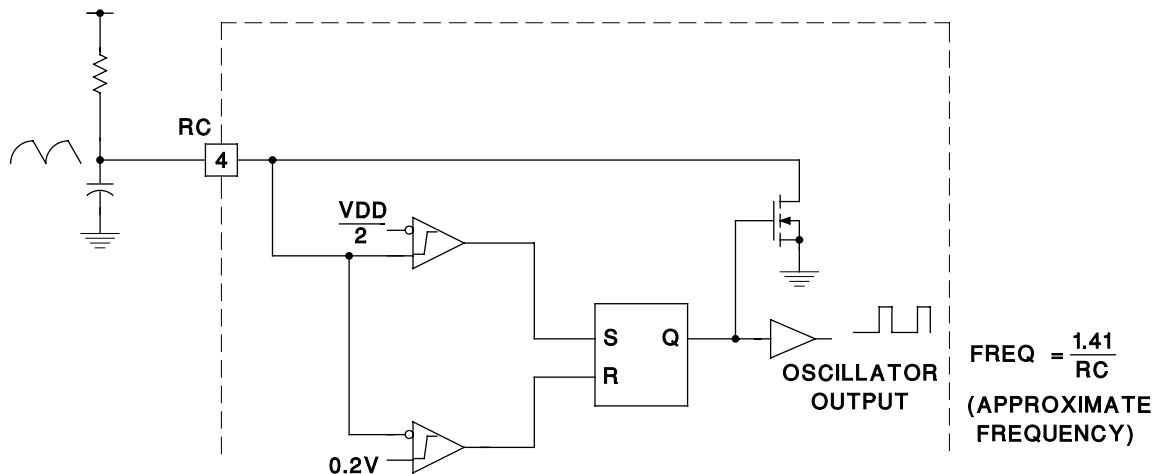 RC
4
VDD
2
S Q
R
0.2V
OSCILLATOR
OUTPUT
FREQ = 1.41
RC
(APPROXIMATE
FREQUENCY)